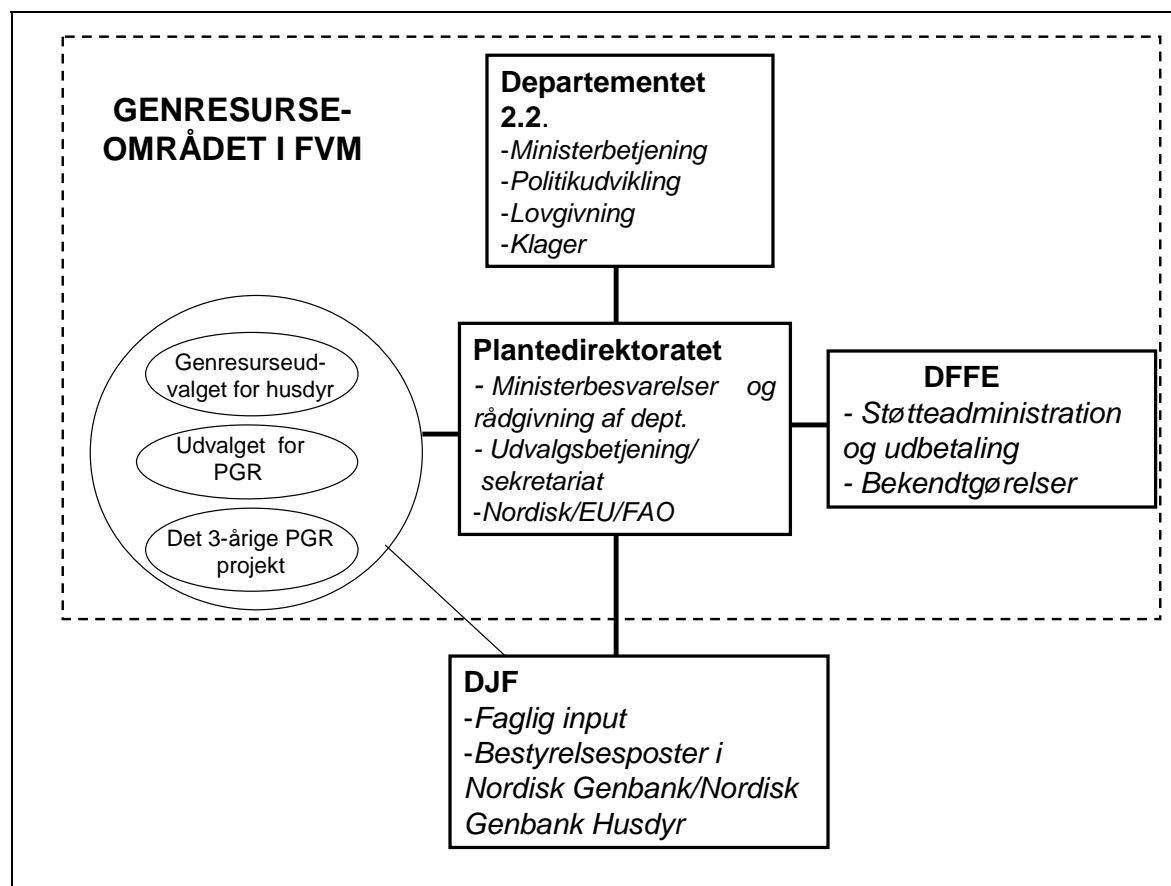 GENRESURSE-
OMRÅDET I FVM
Departementet
2.2.
-Ministerbetjening
-Politikudvikling
-Lovgivning
-Klager
Genresurseud-
valget for husdyr
Udvalget for
PGR
Det 3-årige PGR
projekt
Plantedirektoratet
- Ministerbesvarelser og
rådgivning af dept.
- Udvalgsbetjening/
sekretariat
-Nordisk/EU/FAO
DFFE
- Støtteadministration
og udbetaling
- Bekendtgørelser
DJF
-Faglig input
-Bestyrelsesposter i
Nordisk Genbank/Nordisk
Genbank Husdyr